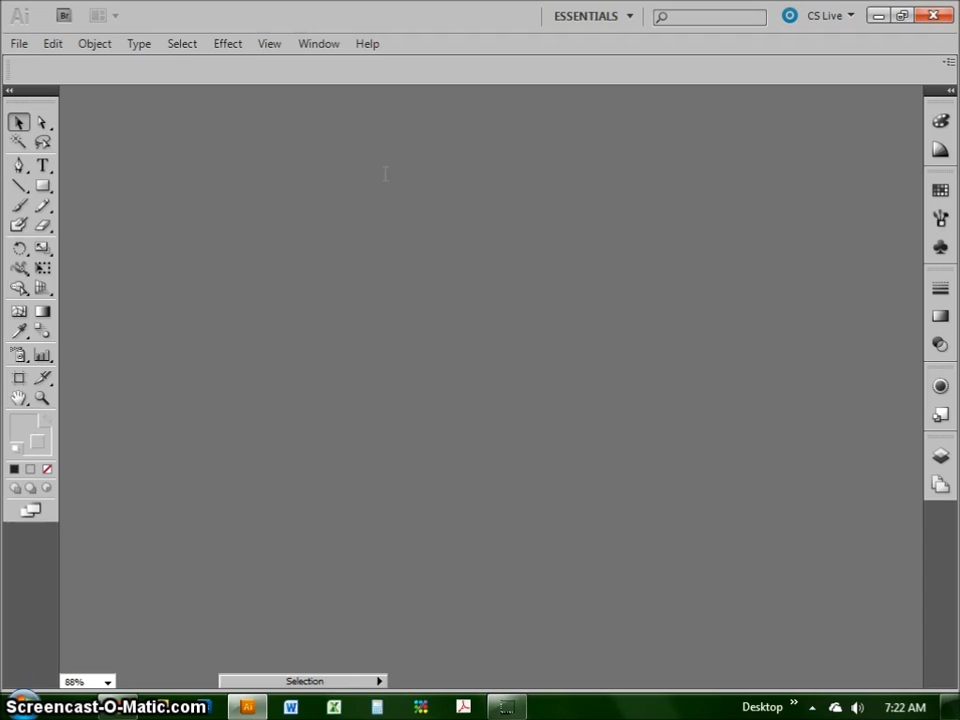 Ai Br ESSENTIALS CS Live
File Edit Object Type Select Effect View Window Help
T
88% Selection
Ai W X
Screencast-O-Matic.com Desktop » 7:22 AM